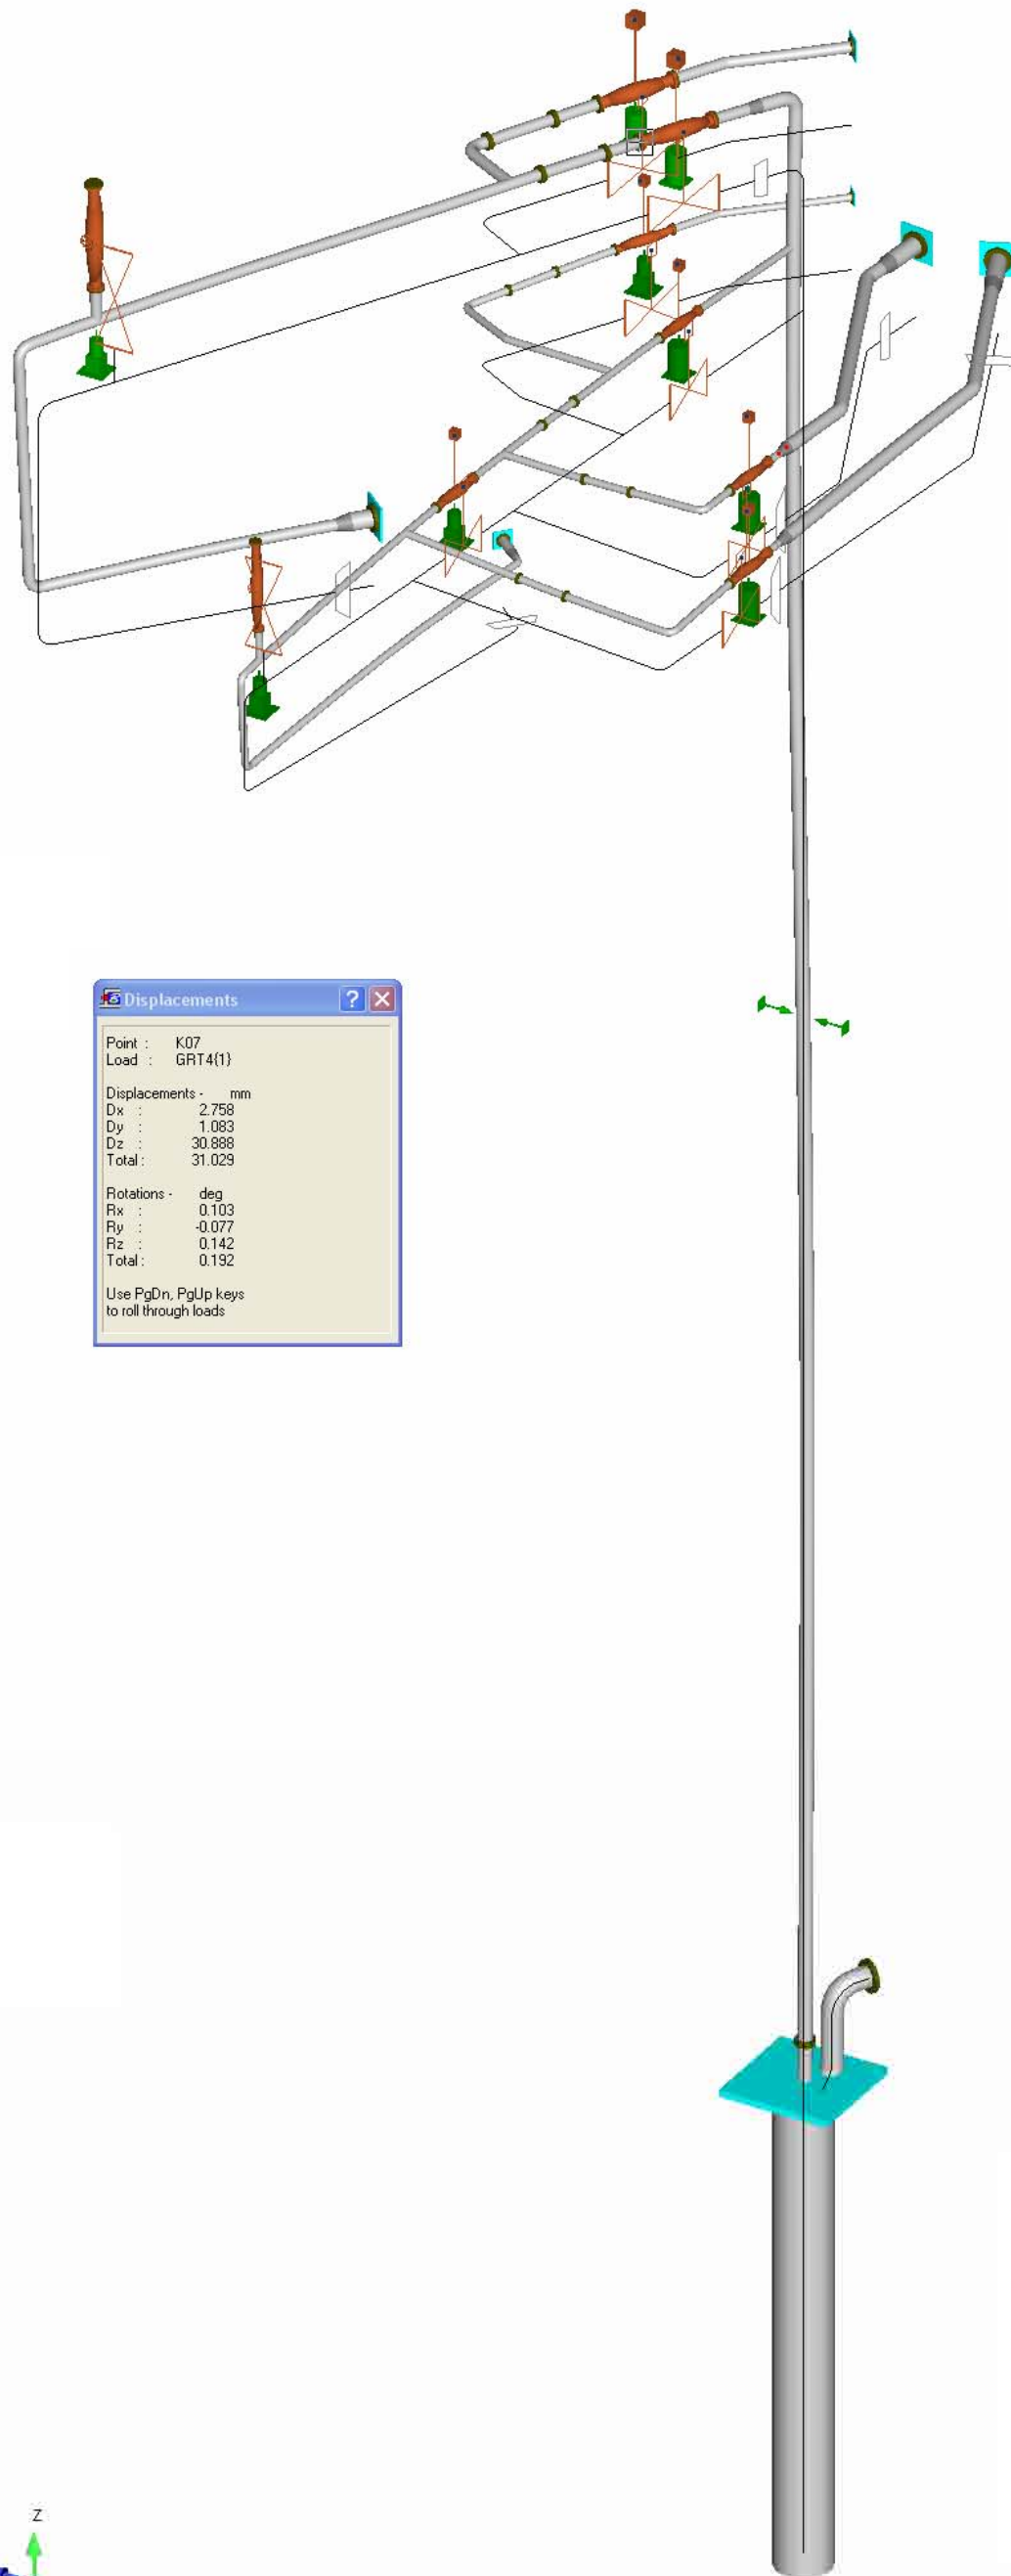 Displacements
Point : K07
Load : GRT4{1}
Displacements - mm
Dx : 2.758
Dy : 1.083
Dz : 30.888
Total : 31.029
Rotations - deg
Rx : 0.103
Ry : -0.077
Rz : 0.142
Total : 0.192
Use PgDn, PgUp keys
to roll through loads
Z